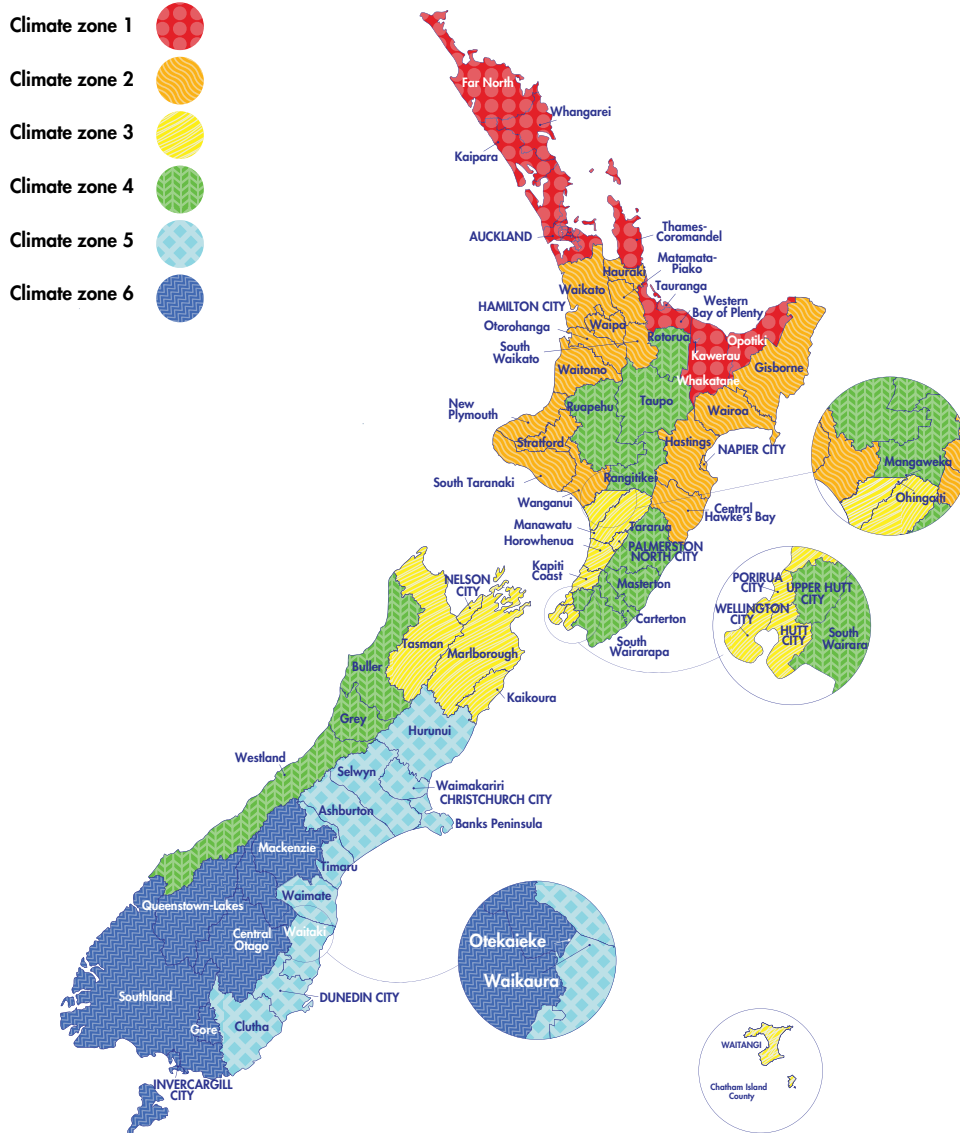 Climate zone 1
Climate zone 2
Climate zone 3
Climate zone 4
Climate zone 5
Climate zone 6
Far North
Whangarei
Kaipara
AUCKLAND
Thames-
Coromandel
Hauraki
Matamata-
Piako
Waikato
Tauranga
HAMILTON CITY
Western
Bay of Plenty
Otorohanga
Waipa
Rotorua
Opotiki
South
Waikato
Kawerau
Waitomo
Gisborne
Whakatane
New
Plymouth
Ruapehu
Taupo
Wairoa
Stratford
Hastings
NAPIER CITY
South Taranaki
Rangitikei
Wanganui
Central
Hawke's Bay
Manawatu
Tararua
Horowhenua
PALMERSTON
NORTH CITY
Kapiti
Coast
Masterton
Carterton
South
Wairarapa
Mangaweka
Ohingaiti
PORIRUA
CITY
UPPER HUTT
CITY
WELLINGTON
CITY
HUTT
CITY
South
Wairara
NELSON
CITY
Tasman
Marlborough
Buller
Kaikoura
Grey
Hurunui
Westland
Selwyn
Waimakariri
CHRISTCHURCH CITY
Ashburton
Banks Peninsula
Mackenzie
Timaru
Waimate
Queenstown-Lakes
Central
Otago
Waitaki
Otekaieke
Waikaura
Southland
DUNEDIN CITY
Gore
Clutha
INVERCARGILL
CITY
WAITANGI
Chatham Island
County